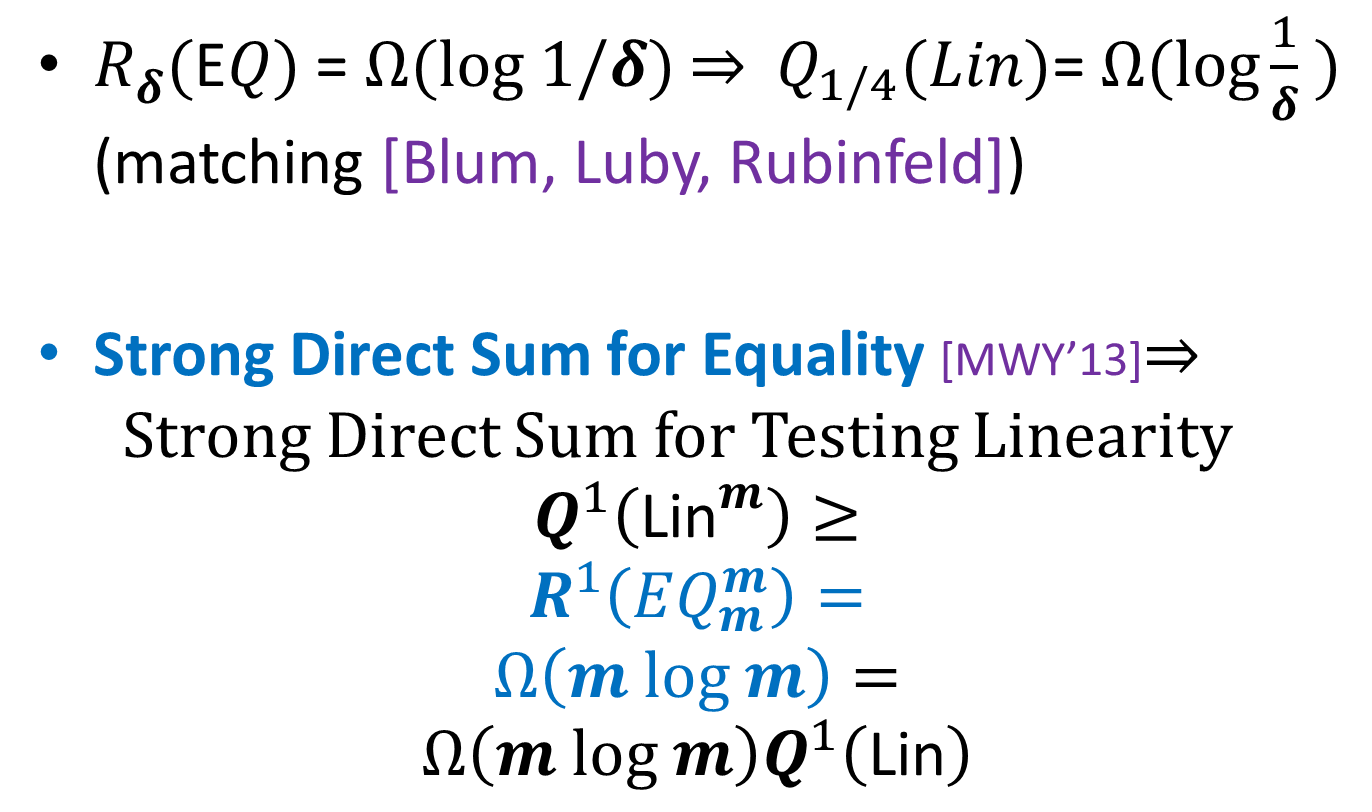 • R_𝜹(EQ) = Ω(log 1/𝜹) ⇒ Q_{1/4}(Lin)= Ω(log \frac{1}{𝜹})
(matching [Blum, Luby, Rubinfeld])
• Strong Direct Sum for Equality [MWY’13]⇒
Strong Direct Sum for Testing Linearity
Q^1(Lin^m) ≥
R^1(EQ_m^m) =
Ω(m log m) =
Ω(m log m)Q^1(Lin)